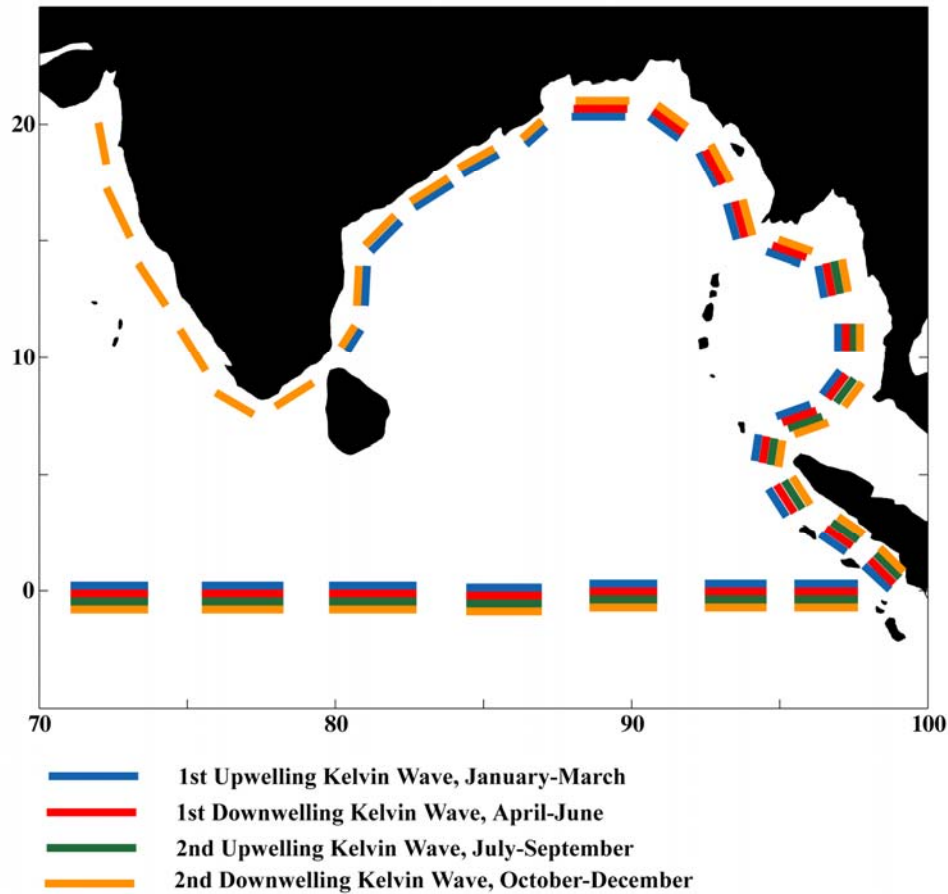 20
10
0
70 80 90 100
1st Upwelling Kelvin Wave, January-March
1st Downwelling Kelvin Wave, April-June
2nd Upwelling Kelvin Wave, July-September
2nd Downwelling Kelvin Wave, October-December